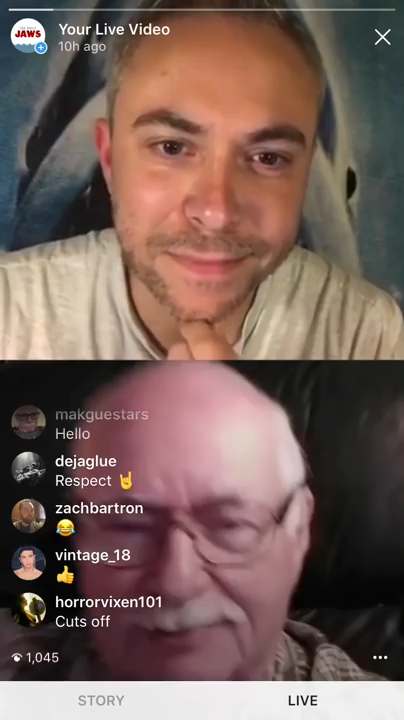 JAWS
Your Live Video
10h ago
makguestars
Hello
dejaglue
Respect 🤘
zachbartron
😂
vintage_18
👍
horrorvixen101
Cuts off
1,045
STORY
LIVE